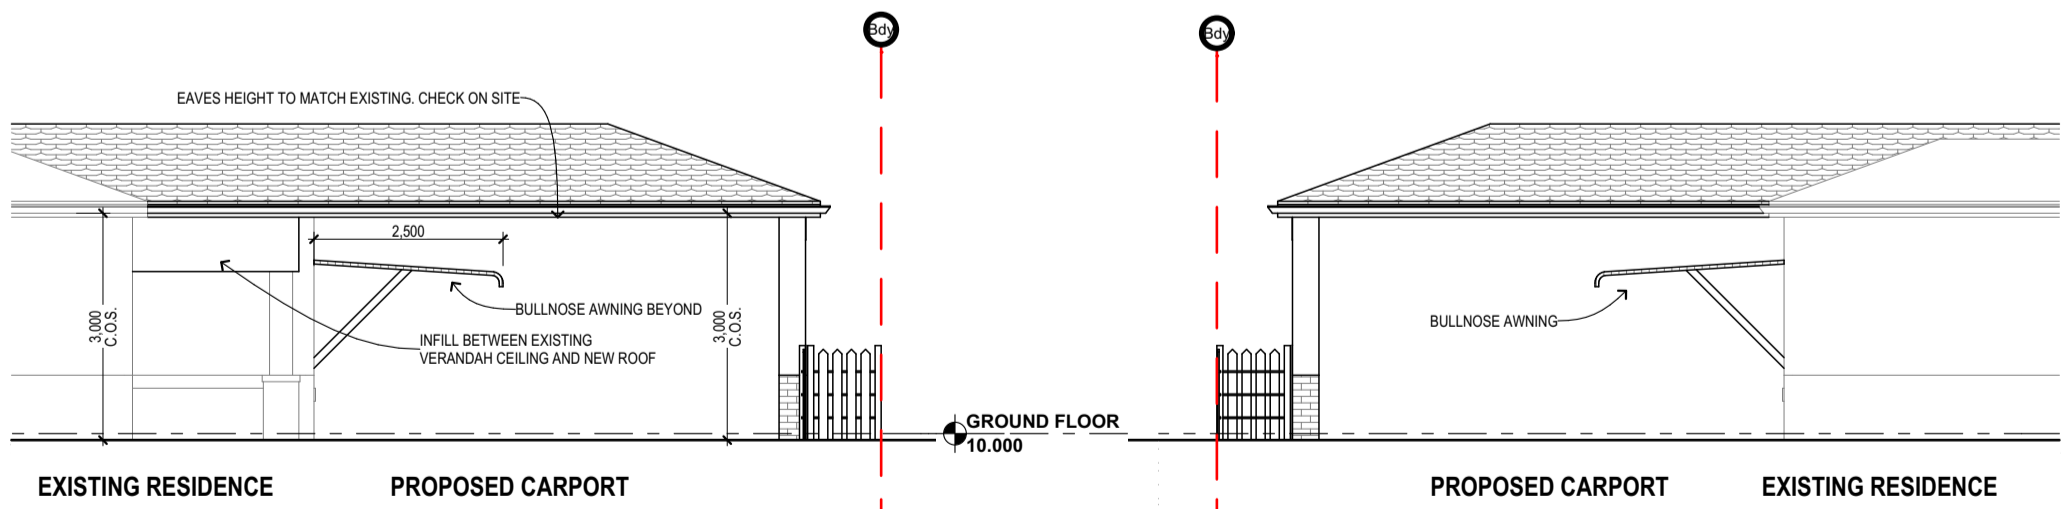 Bdy
Bdy
EAVES HEIGHT TO MATCH EXISTING. CHECK ON SITE
2,500
BULLNOSE AWNING BEYOND
3,000
C.O.S.
INFILL BETWEEN EXISTING
VERANDAH CEILING AND NEW ROOF
3,000
C.O.S.
BULLNOSE AWNING
GROUND FLOOR
10.000
EXISTING RESIDENCE
PROPOSED CARPORT
PROPOSED CARPORT
EXISTING RESIDENCE